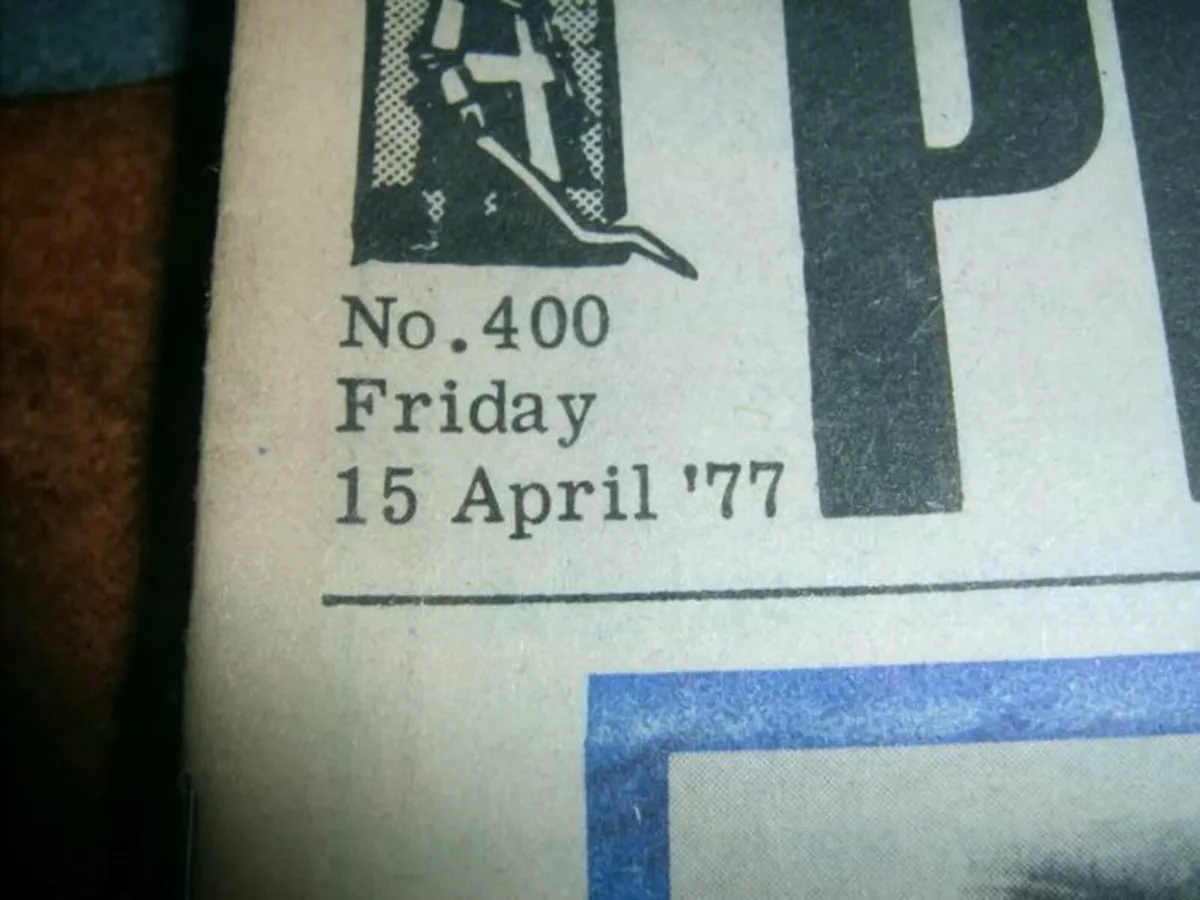 P
No. 400
Friday
15 April '77